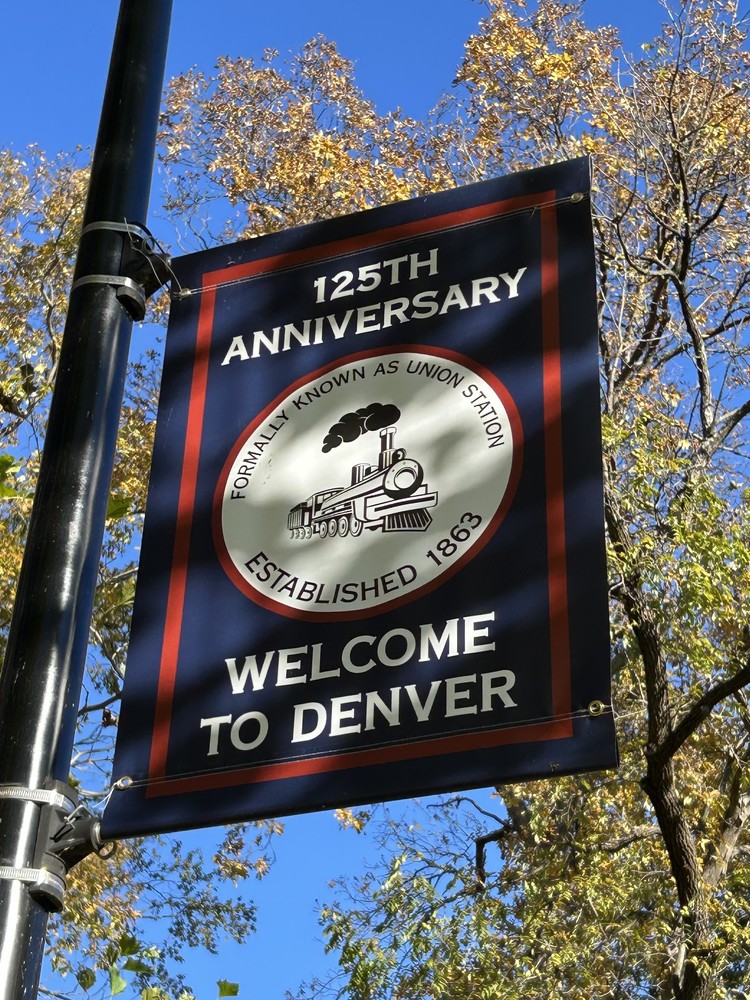 125TH
ANNIVERSARY
FORMALLY KNOWN AS UNION STATION
ESTABLISHED 1863
WELCOME
TO DENVER